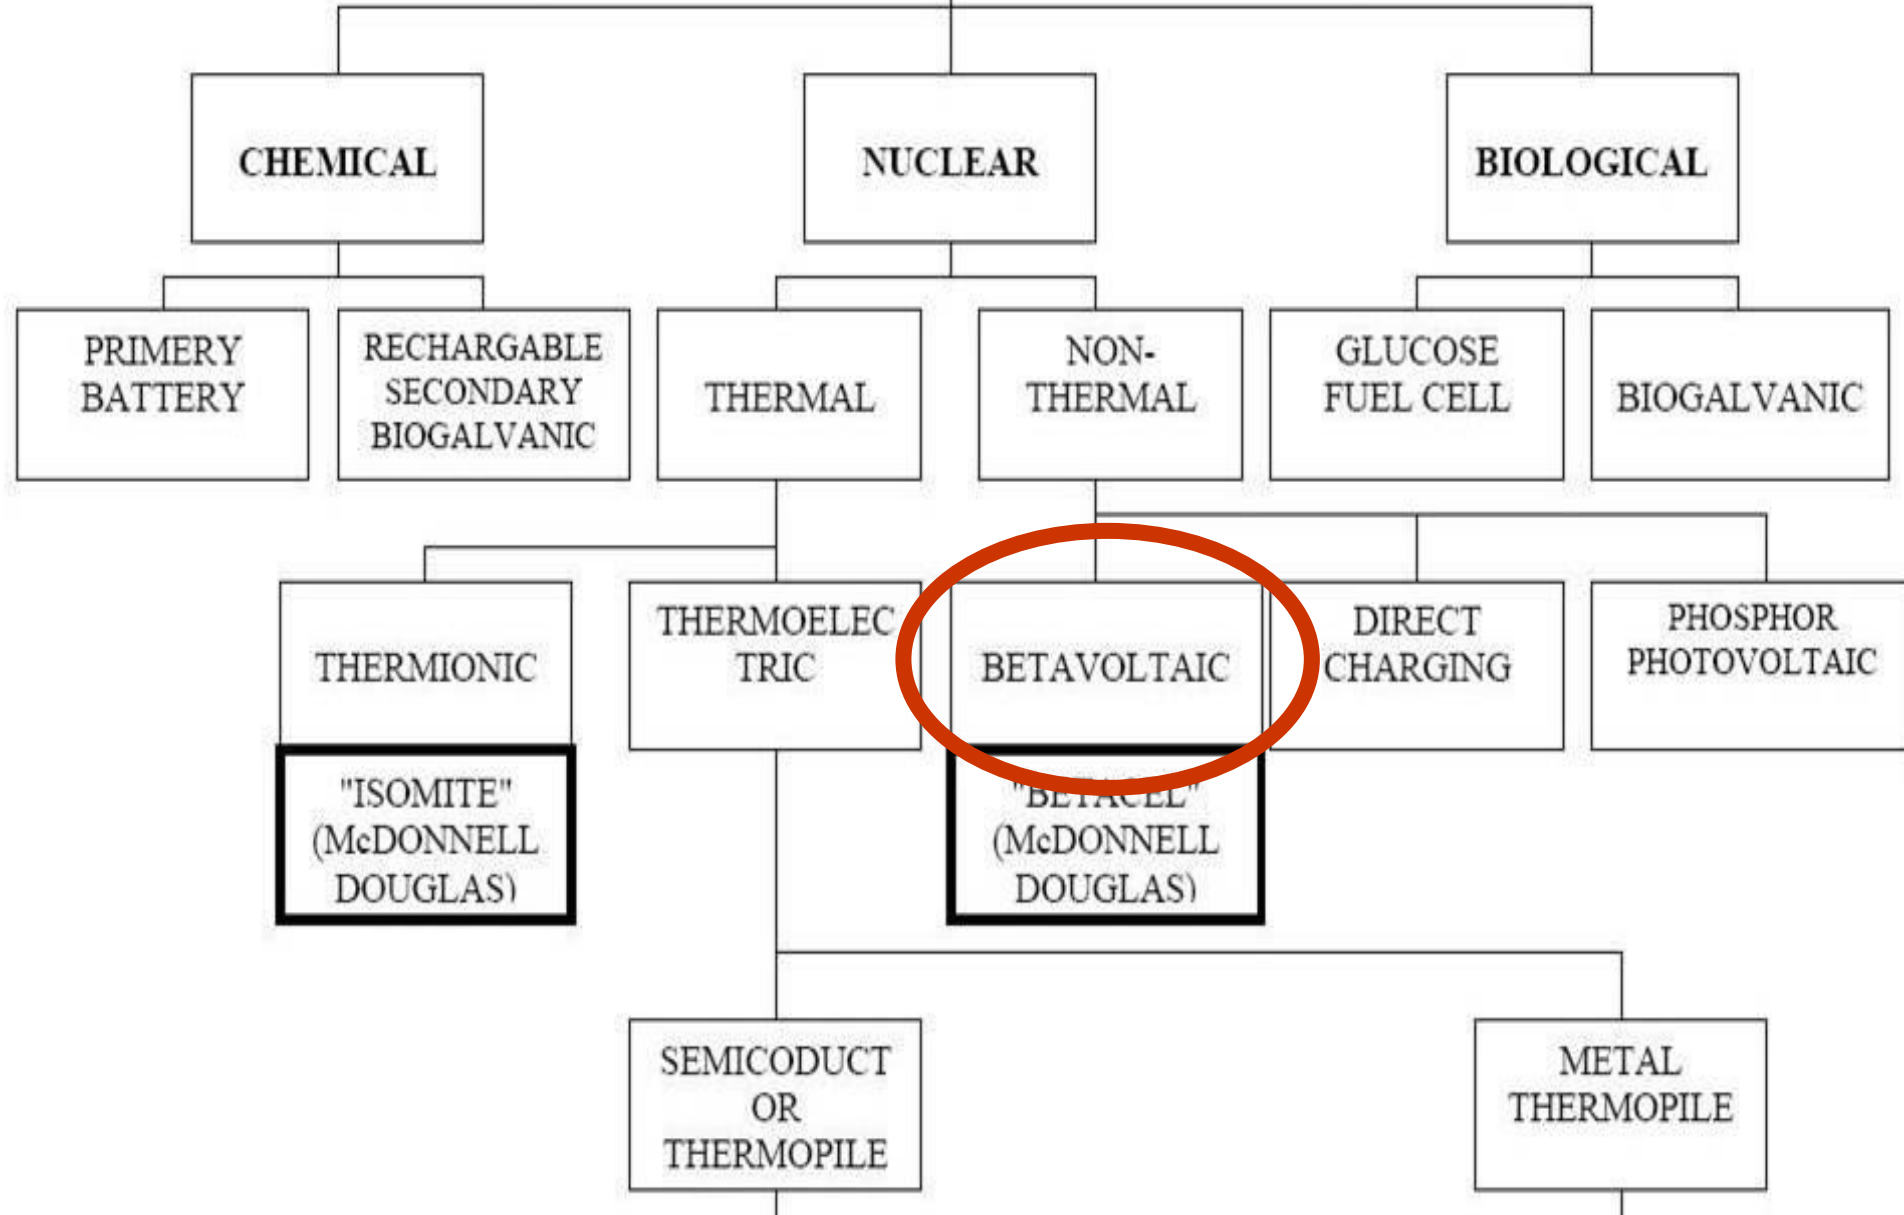 CHEMICAL
NUCLEAR
BIOLOGICAL
PRIMERY
BATTERY
RECHARGABLE
SECONDARY
BIOGALVANIC
THERMAL
NON-
THERMAL
GLUCOSE
FUEL CELL
BIOGALVANIC
THERMIONIC
THERMOELEC
TRIC
BETAVOLTAIC
DIRECT
CHARGING
PHOSPHOR
PHOTOVOLTAIC
"ISOMITE"
(McDONNELL
DOUGLAS)
"BETACEL"
(McDONNELL
DOUGLAS)
SEMICODUCT
OR
THERMOPILE
METAL
THERMOPILE